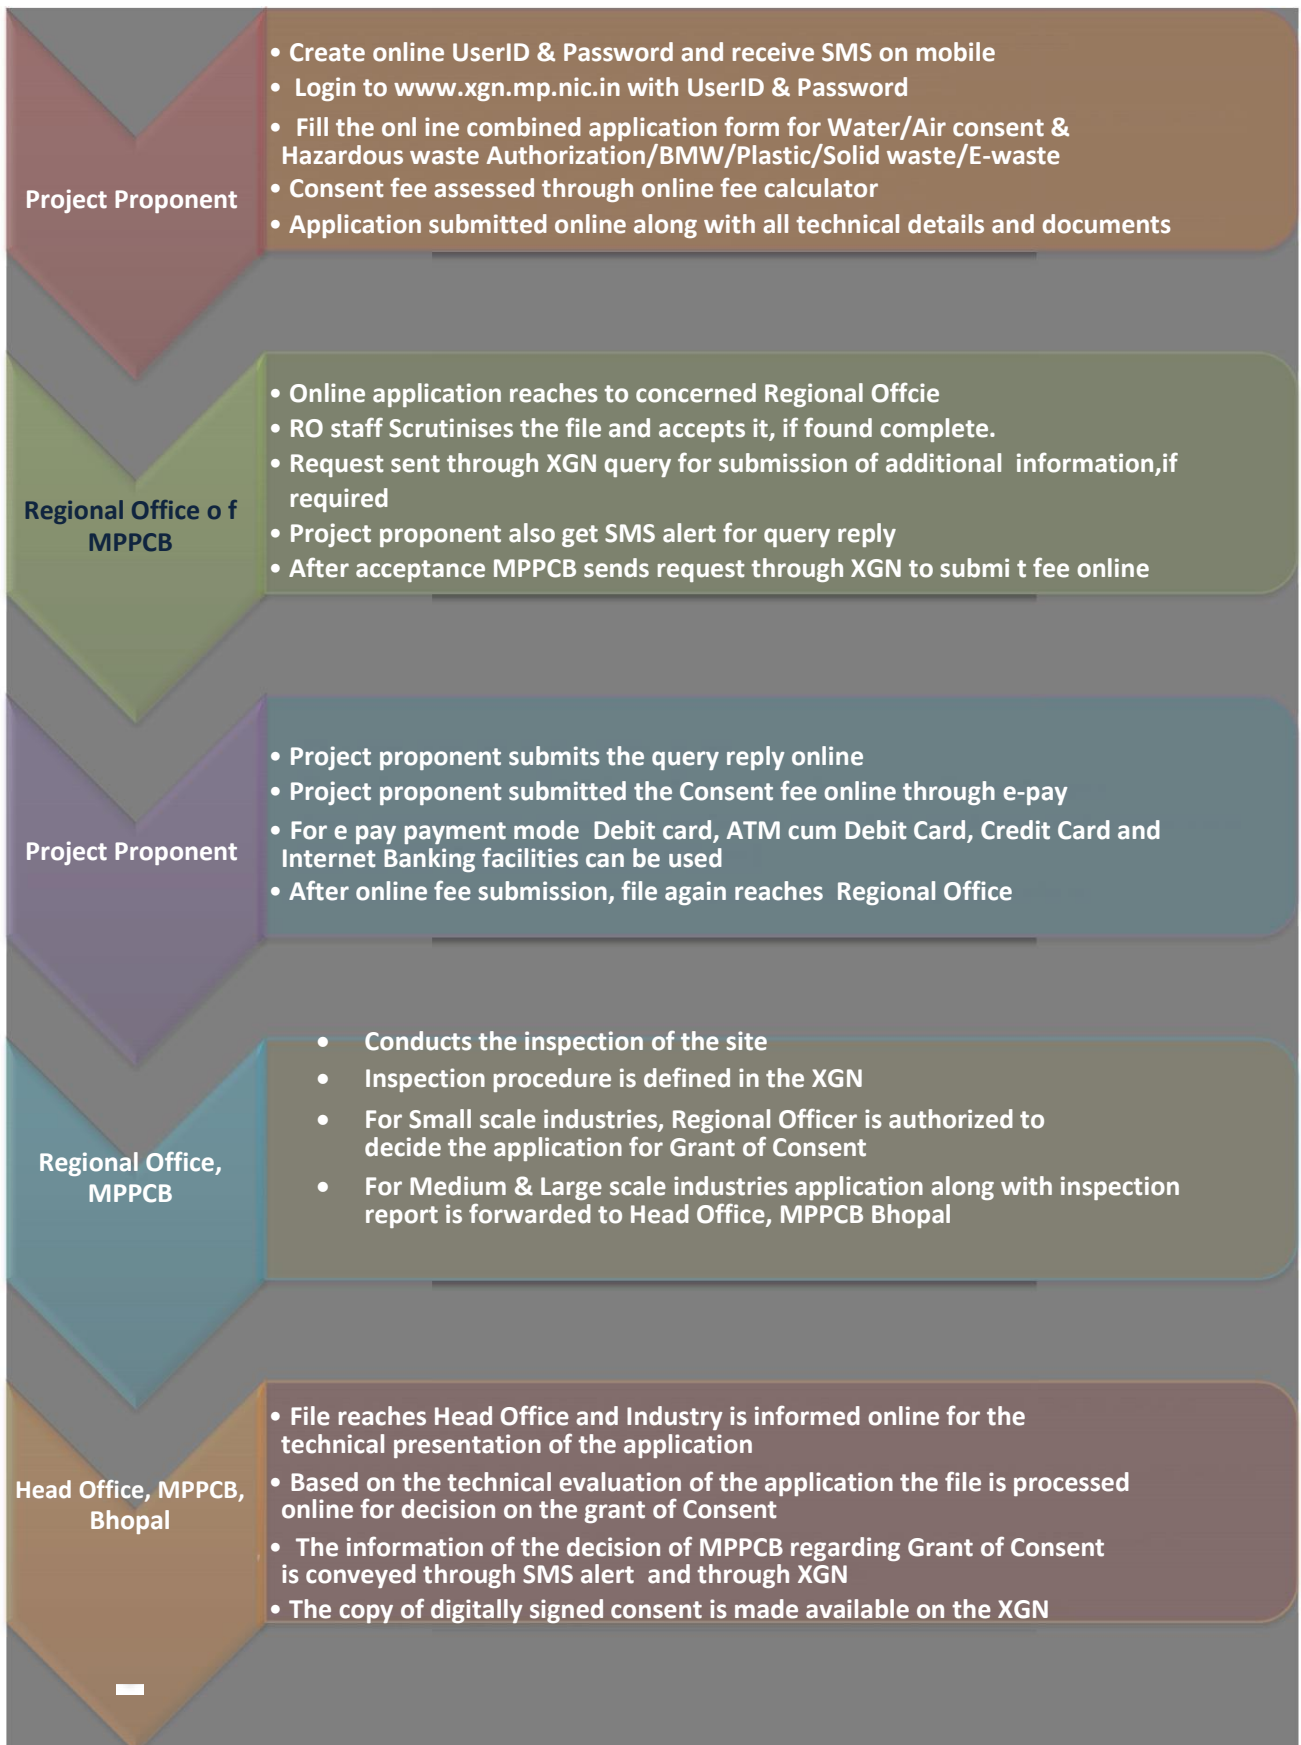 • Create online UserID & Password and receive SMS on mobile
• Login to www.xgn.mp.nic.in with UserID & Password
• Fill the onl ine combined application form for Water/Air consent &
Hazardous waste Authorization/BMW/Plastic/Solid waste/E-waste
• Consent fee assessed through online fee calculator
• Application submitted online along with all technical details and documents
Project Proponent
• Online application reaches to concerned Regional Offcie
• RO staff Scrutinises the file and accepts it, if found complete.
• Request sent through XGN query for submission of additional information,if
required
• Project proponent also get SMS alert for query reply
• After acceptance MPPCB sends request through XGN to submi t fee online
Regional Office o f
MPPCB
• Project proponent submits the query reply online
• Project proponent submitted the Consent fee online through e-pay
• For e pay payment mode Debit card, ATM cum Debit Card, Credit Card and
Internet Banking facilities can be used
• After online fee submission, file again reaches Regional Office
Project Proponent
• Conducts the inspection of the site
• Inspection procedure is defined in the XGN
• For Small scale industries, Regional Officer is authorized to
decide the application for Grant of Consent
• For Medium & Large scale industries application along with inspection
report is forwarded to Head Office, MPPCB Bhopal
Regional Office,
MPPCB
• File reaches Head Office and Industry is informed online for the
technical presentation of the application
• Based on the technical evaluation of the application the file is processed
online for decision on the grant of Consent
• The information of the decision of MPPCB regarding Grant of Consent
is conveyed through SMS alert and through XGN
• The copy of digitally signed consent is made available on the XGN
Head Office, MPPCB,
Bhopal